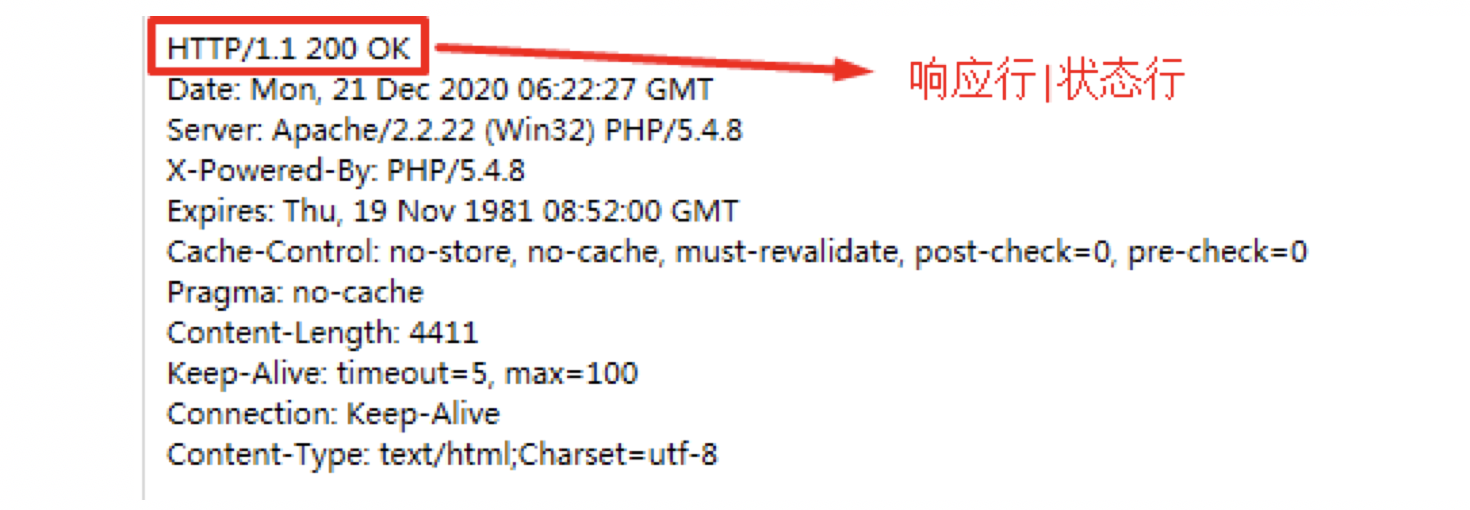 HTTP/1.1 200 OK
响应行|状态行
Date: Mon, 21 Dec 2020 06:22:27 GMT
Server: Apache/2.2.22 (Win32) PHP/5.4.8
X-Powered-By: PHP/5.4.8
Expires: Thu, 19 Nov 1981 08:52:00 GMT
Cache-Control: no-store, no-cache, must-revalidate, post-check=0, pre-check=0
Pragma: no-cache
Content-Length: 4411
Keep-Alive: timeout=5, max=100
Connection: Keep-Alive
Content-Type: text/html;Charset=utf-8